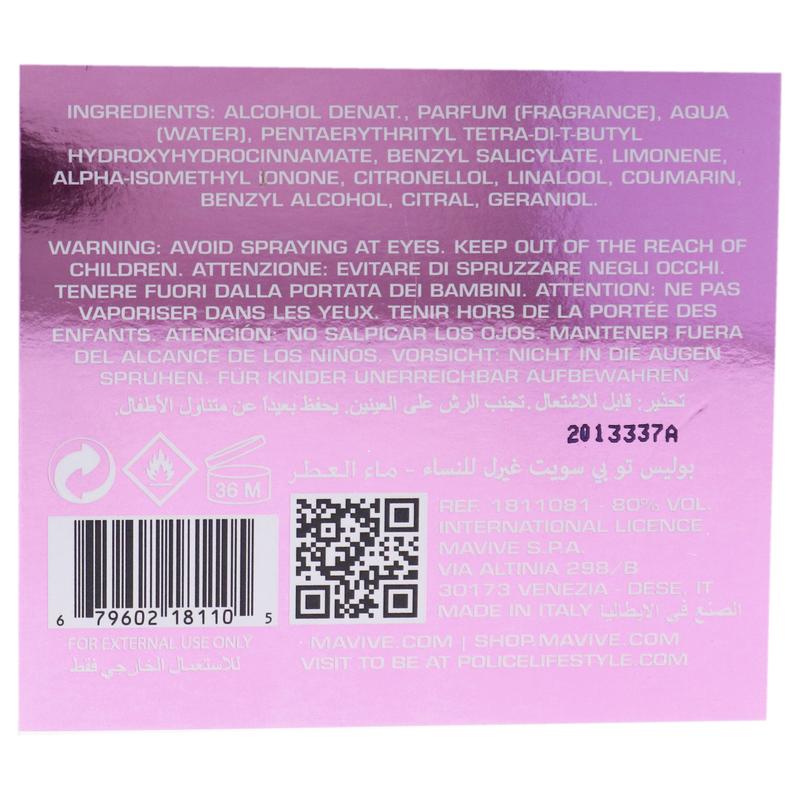 INGREDIENTS: ALCOHOL DENAT., PARFUM (FRAGRANCE), AQUA
(WATER), PENTAERYTHRITYL TETRA-DI-T-BUTYL
HYDROXYHYDROCINNAMATE, BENZYL SALICYLATE, LIMONENE,
ALPHA-ISOMETHYL IONONE, CITRONELLOL, LINALOOL, COUMARIN,
BENZYL ALCOHOL, CITRAL, GERANIOL.
WARNING: AVOID SPRAYING AT EYES. KEEP OUT OF THE REACH OF
CHILDREN. ATTENZIONE: EVITARE DI SPRUZZARE NEGLI OCCHI.
TENERE FUORI DALLA PORTATA DEI BAMBINI. ATTENTION: NE PAS
VAPORISER DANS LES YEUX. TENIR HORS DE LA PORTÉE DES
ENFANTS. ATENCIÓN: NO SALPICAR LOS OJOS. MANTENER FUERA
DEL ALCANCE DE LOS NIÑOS. VORSICHT: NICHT IN DIE AUGEN
SPRUHEN. FÜR KINDER UNERREICHBAR AUFBEWAHREN.
تحذير: قابل للاشتعال. تجنب الرش على العينين. يحفظ بعيداً عن متناول الأطفال.
2013337A
بوليس تو بي سويت غيرل للنساء - ماء العطر
36 M
REF. 1811081 - 80% VOL.
INTERNATIONAL LICENCE
MAVIVE S.P.A.
VIA ALTINIA 298/B
30173 VENEZIA - DESE, IT
MADE IN ITALY الصنع في الايطاليا
6 79602 18110 5
FOR EXTERNAL USE ONLY
للاستعمال الخارجي فقط
· MAVIVE.COM | SHOP.MAVIVE.COM
VISIT TO BE AT POLICELIFESTYLE.COM